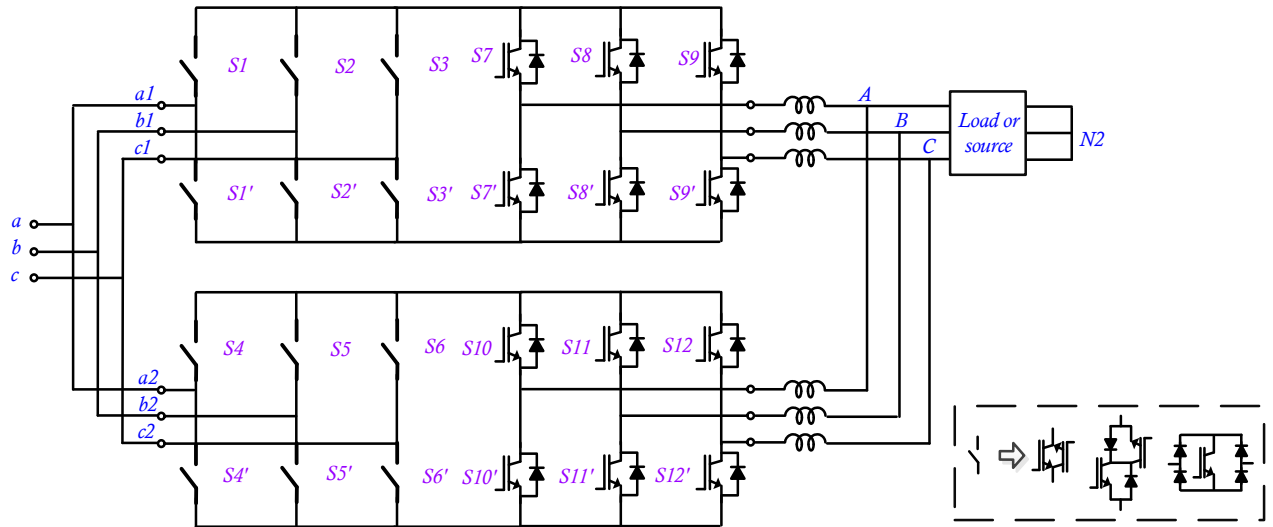 S1 S2 S3 S7 S8 S9
a1 A
b1 B Load or source N2
c1 C
S1' S2' S3' S7' S8' S9'
a
b
c
S4 S5 S6 S10 S11 S12
a2
b2
c2
S4' S5' S6' S10' S11' S12'